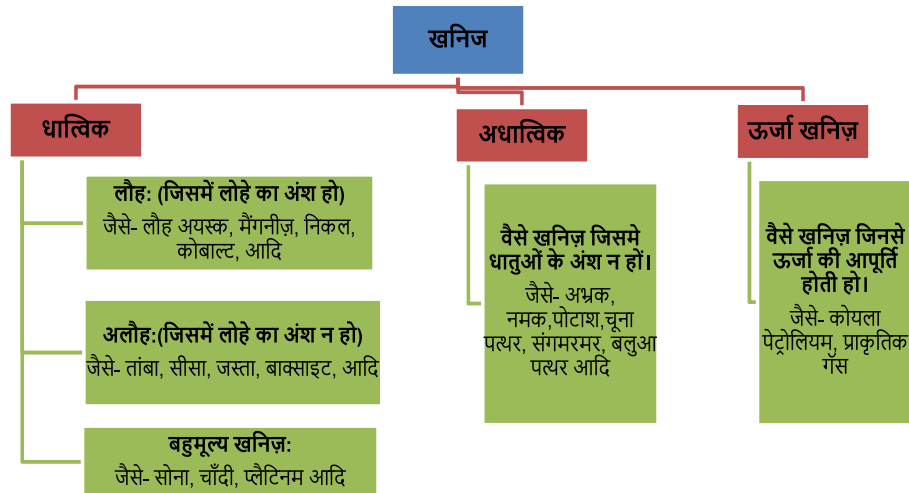 खनिज
धात्विक
अधात्विक
ऊर्जा खनिज़
लौह: (जिसमें लोहे का अंश हो)
जैसे- लौह अयस्क, मैंगनीज़, निकल,
कोबाल्ट, आदि
अलौह:(जिसमें लोहे का अंश न हो)
जैसे- तांबा, सीसा, जस्ता, बाक्साइट, आदि
बहुमूल्य खनिज़:
जैसे- सोना, चाँदी, प्लैटिनम आदि
वैसे खनिज़ जिसमे
धातुओं के अंश न हों।
जैसे- अभ्रक,
नमक,पोटाश,चूना
पत्थर, संगमरमर, बलुआ
पत्थर आदि
वैसे खनिज़ जिनसे
ऊर्जा की आपूर्ति
होती हो।
जैसे- कोयला
पेट्रोलियम, प्राकृतिक
गॅस